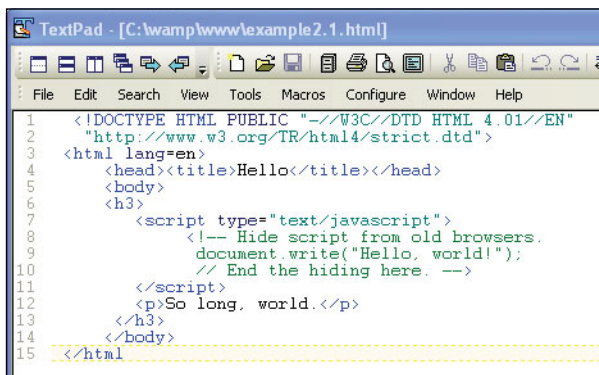 TextPad - [C:\wamp\www\example2.1.html]
File Edit Search View Tools Macros Configure Window Help
1 <!DOCTYPE HTML PUBLIC "-//W3C//DTD HTML 4.01//EN"
2 "http://www.w3.org/TR/html4/strict.dtd">
3 <html lang=en>
4 <head><title>Hello</title></head>
5 <body>
6 <h3>
7 <script type="text/javascript">
8 <!-- Hide script from old browsers.
9 document.write("Hello, world!");
10 // End the hiding here. -->
11 </script>
12 <p>So long, world.</p>
13 </h3>
14 </body>
15 </html